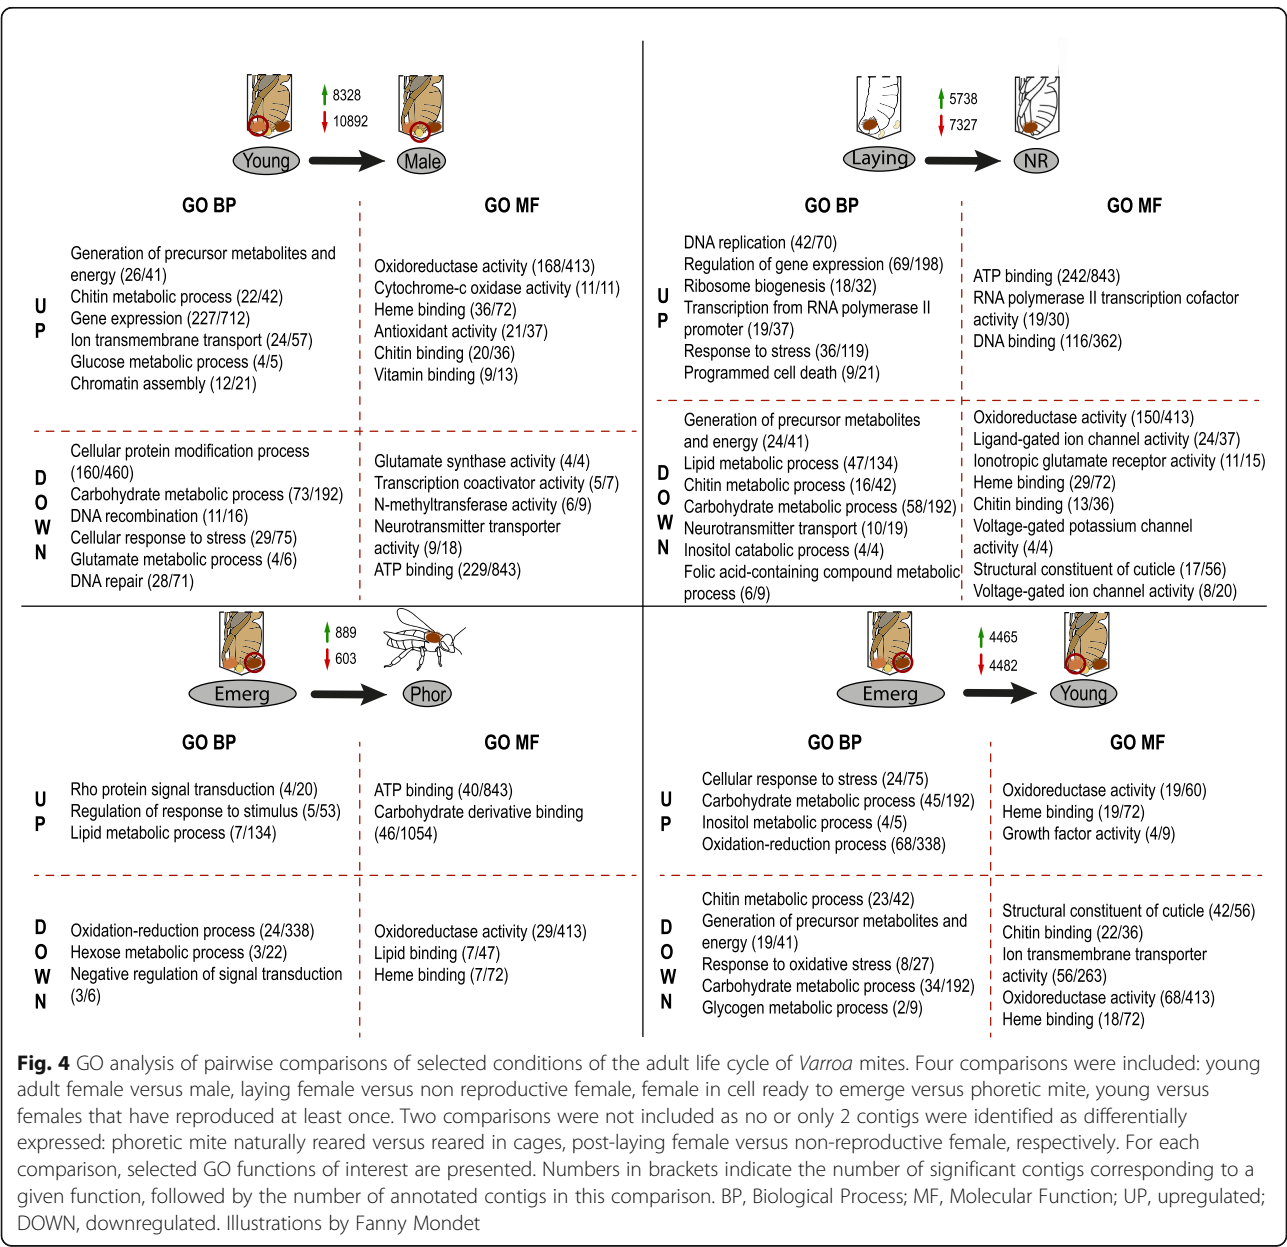 8328
10892
Young
Male
GO BP
GO MF
UP
Generation of precursor metabolites and
energy (26/41)
Chitin metabolic process (22/42)
Gene expression (227/712)
Ion transmembrane transport (24/57)
Glucose metabolic process (4/5)
Chromatin assembly (12/21)
Oxidoreductase activity (168/413)
Cytochrome-c oxidase activity (11/11)
Heme binding (36/72)
Antioxidant activity (21/37)
Chitin binding (20/36)
Vitamin binding (9/13)
DOWN
Cellular protein modification process
(160/460)
Carbohydrate metabolic process (73/192)
DNA recombination (11/16)
Cellular response to stress (29/75)
Glutamate metabolic process (4/6)
DNA repair (28/71)
Glutamate synthase activity (4/4)
Transcription coactivator activity (5/7)
N-methyltransferase activity (6/9)
Neurotransmitter transporter
activity (9/18)
ATP binding (229/843)
5738
7327
Laying
NR
GO BP
GO MF
UP
DNA replication (42/70)
Regulation of gene expression (69/198)
Ribosome biogenesis (18/32)
Transcription from RNA polymerase II
promoter (19/37)
Response to stress (36/119)
Programmed cell death (9/21)
ATP binding (242/843)
RNA polymerase II transcription cofactor
activity (19/30)
DNA binding (116/362)
DOWN
Generation of precursor metabolites
and energy (24/41)
Lipid metabolic process (47/134)
Chitin metabolic process (16/42)
Carbohydrate metabolic process (58/192)
Neurotransmitter transport (10/19)
Inositol catabolic process (4/4)
Folic acid-containing compound metabolic
process (6/9)
Oxidoreductase activity (150/413)
Ligand-gated ion channel activity (24/37)
Ionotropic glutamate receptor activity (11/15)
Heme binding (29/72)
Chitin binding (13/36)
Voltage-gated potassium channel
activity (4/4)
Structural constituent of cuticle (17/56)
Voltage-gated ion channel activity (8/20)
889
603
Emerg
Phor
GO BP
GO MF
UP
Rho protein signal transduction (4/20)
Regulation of response to stimulus (5/53)
Lipid metabolic process (7/134)
ATP binding (40/843)
Carbohydrate derivative binding
(46/1054)
DOWN
Oxidation-reduction process (24/338)
Hexose metabolic process (3/22)
Negative regulation of signal transduction
(3/6)
Oxidoreductase activity (29/413)
Lipid binding (7/47)
Heme binding (7/72)
4465
4482
Emerg
Young
GO BP
GO MF
UP
Cellular response to stress (24/75)
Carbohydrate metabolic process (45/192)
Inositol metabolic process (4/5)
Oxidation-reduction process (68/338)
Oxidoreductase activity (19/60)
Heme binding (19/72)
Growth factor activity (4/9)
DOWN
Chitin metabolic process (23/42)
Generation of precursor metabolites and
energy (19/41)
Response to oxidative stress (8/27)
Carbohydrate metabolic process (34/192)
Glycogen metabolic process (2/9)
Structural constituent of cuticle (42/56)
Chitin binding (22/36)
Ion transmembrane transporter
activity (56/263)
Oxidoreductase activity (68/413)
Heme binding (18/72)
Fig. 4 GO analysis of pairwise comparisons of selected conditions of the adult life cycle of Varroa mites. Four comparisons were included: young
adult female versus male, laying female versus non reproductive female, female in cell ready to emerge versus phoretic mite, young versus
females that have reproduced at least once. Two comparisons were not included as no or only 2 contigs were identified as differentially
expressed: phoretic mite naturally reared versus reared in cages, post-laying female versus non-reproductive female, respectively. For each
comparison, selected GO functions of interest are presented. Numbers in brackets indicate the number of significant contigs corresponding to a
given function, followed by the number of annotated contigs in this comparison. BP, Biological Process; MF, Molecular Function; UP, upregulated;
DOWN, downregulated. Illustrations by Fanny Mondet